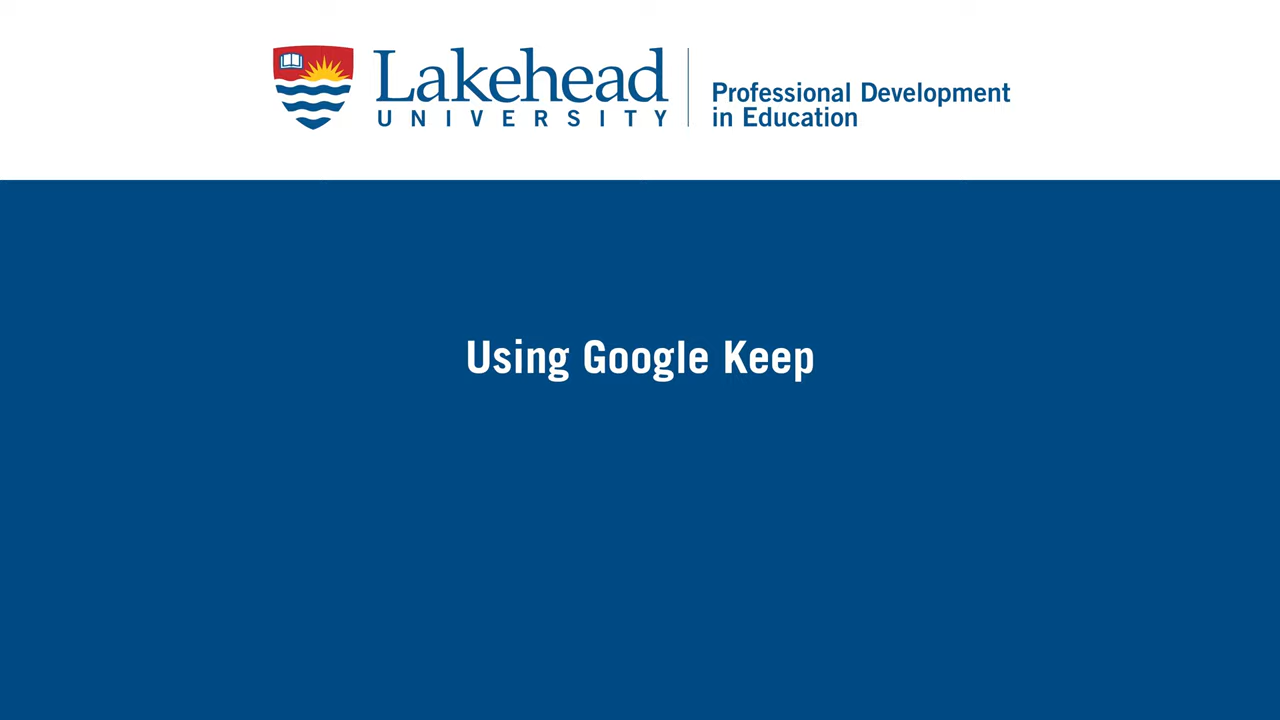 Lakehead
UNIVERSITY
Professional Development
in Education
Using Google Keep